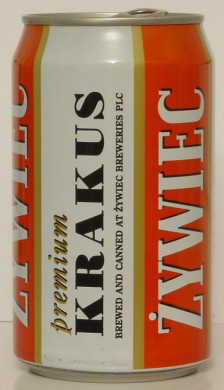 ŻYWIEC
premium
KRAKUS
BREWED AND CANNED AT ŻYWIEC BREWERIES PLC
ŻYWIEC